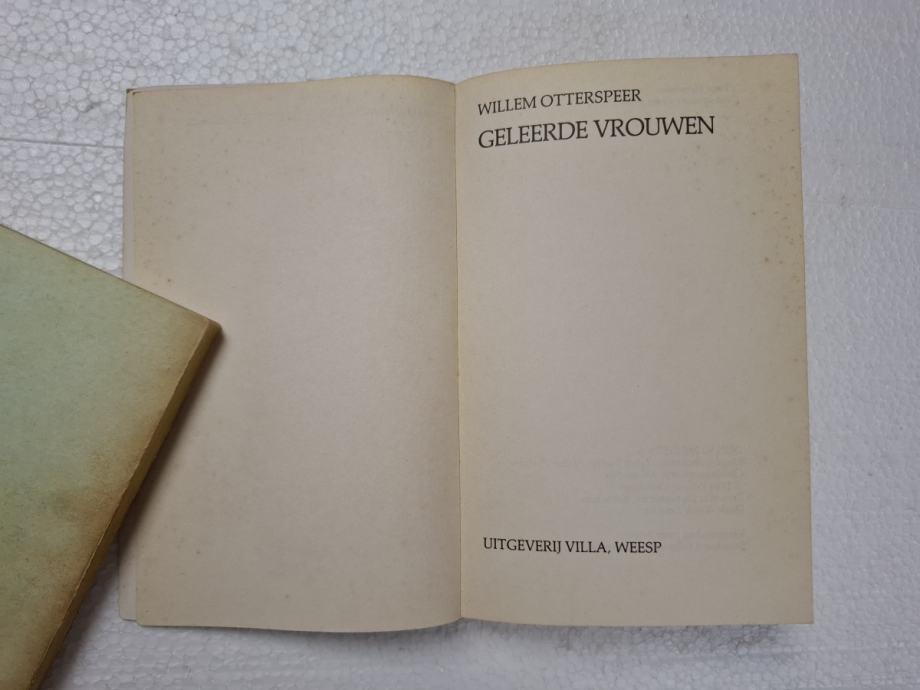 WILLEM OTTERSPEER
GELEERDE VROUWEN
UITGEVERIJ VILLA, WEESP